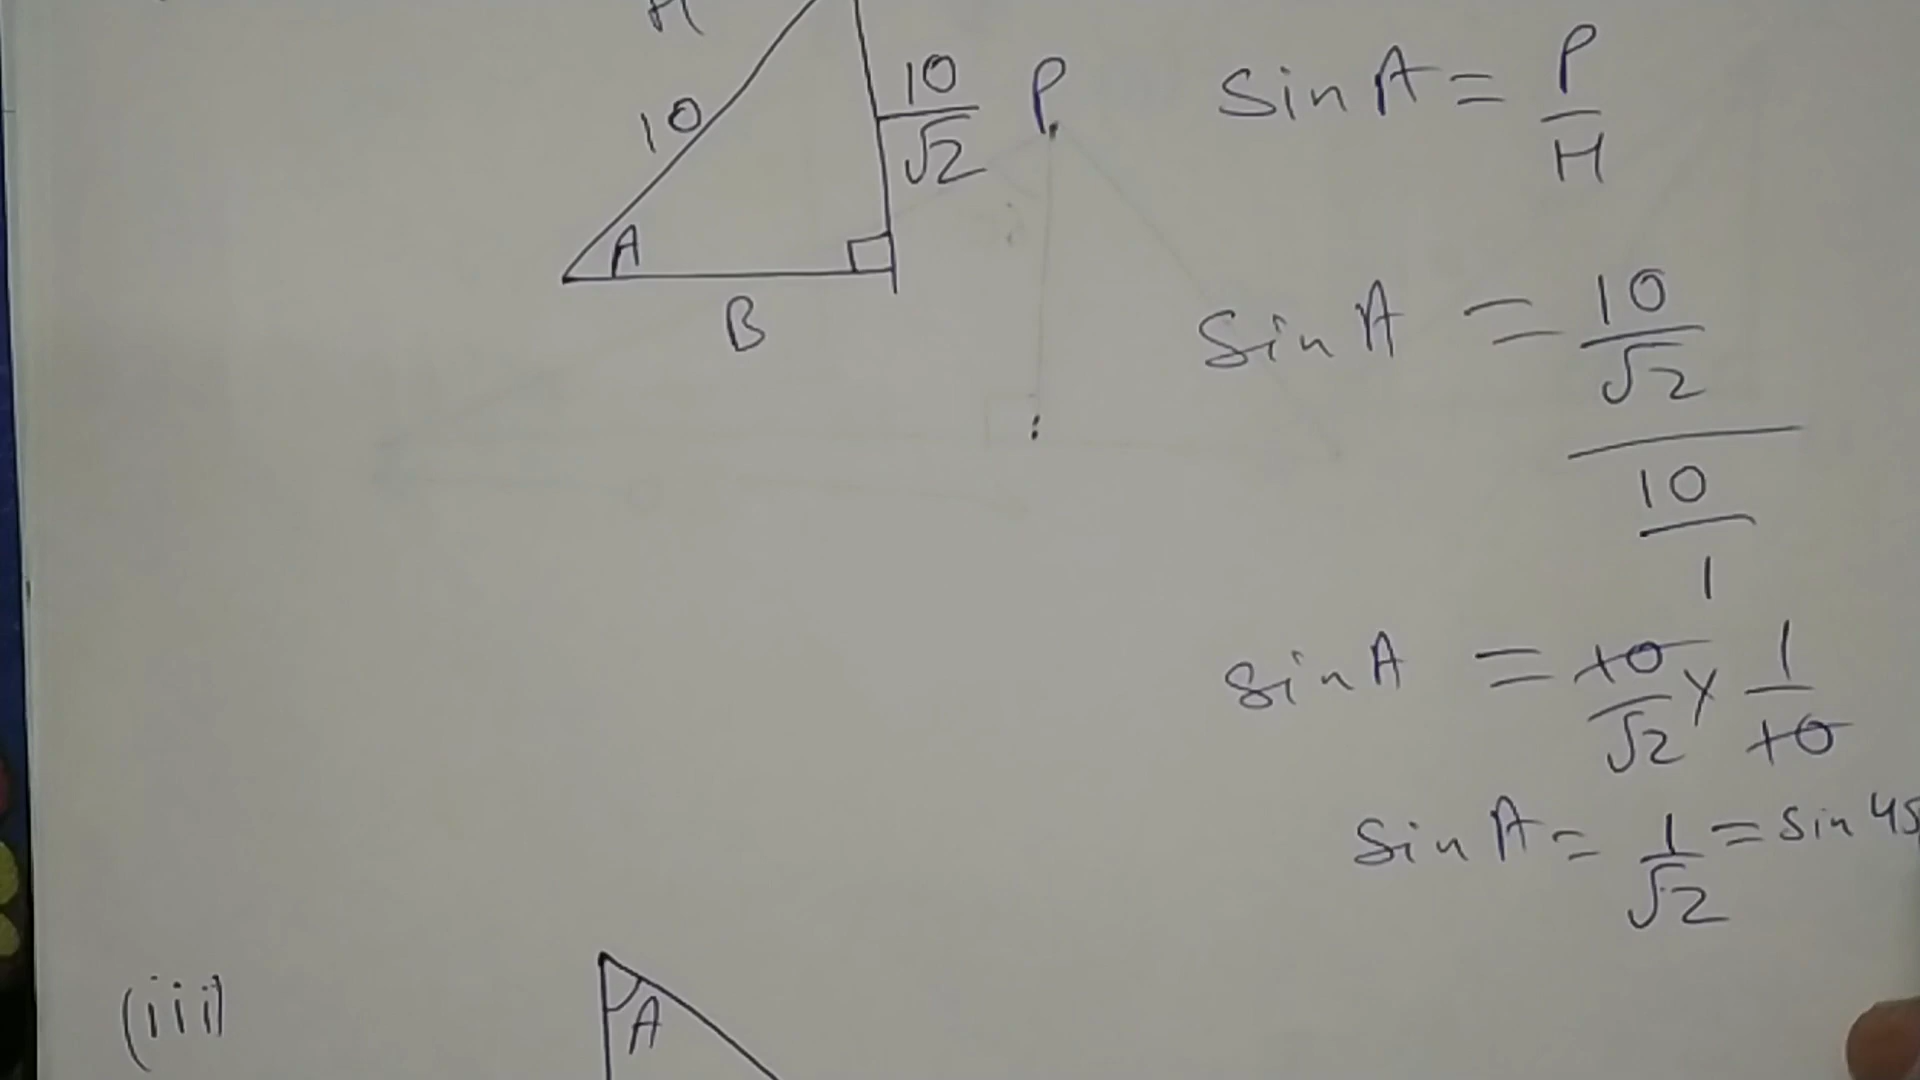 H
10
10/√2 P
A
B
Sin A = P/H
Sin A = 10/√2 / 10/1
sin A = 10/√2 × 1/10
Sin A = 1/√2 = Sin 45
(iii)
A